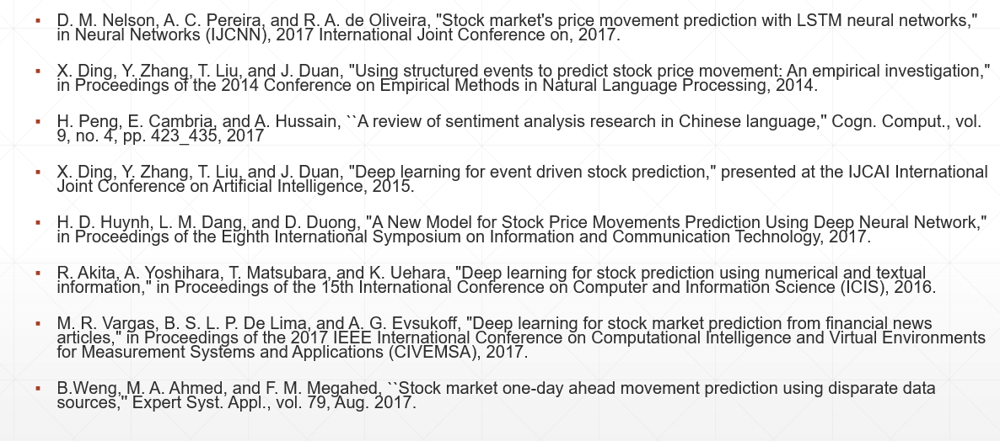 ▪ D. M. Nelson, A. C. Pereira, and R. A. de Oliveira, "Stock market's price movement prediction with LSTM neural networks,"
in Neural Networks (IJCNN), 2017 International Joint Conference on, 2017.
▪ X. Ding, Y. Zhang, T. Liu, and J. Duan, "Using structured events to predict stock price movement: An empirical investigation,"
in Proceedings of the 2014 Conference on Empirical Methods in Natural Language Processing, 2014.
▪ H. Peng, E. Cambria, and A. Hussain, ``A review of sentiment analysis research in Chinese language,'' Cogn. Comput., vol.
9, no. 4, pp. 423_435, 2017
▪ X. Ding, Y. Zhang, T. Liu, and J. Duan, "Deep learning for event driven stock prediction," presented at the IJCAI International
Joint Conference on Artificial Intelligence, 2015.
▪ H. D. Huynh, L. M. Dang, and D. Duong, "A New Model for Stock Price Movements Prediction Using Deep Neural Network,"
in Proceedings of the Eighth International Symposium on Information and Communication Technology, 2017.
▪ R. Akita, A. Yoshihara, T. Matsubara, and K. Uehara, "Deep learning for stock prediction using numerical and textual
information," in Proceedings of the 15th International Conference on Computer and Information Science (ICIS), 2016.
▪ M. R. Vargas, B. S. L. P. De Lima, and A. G. Evsukoff, "Deep learning for stock market prediction from financial news
articles," in Proceedings of the 2017 IEEE International Conference on Computational Intelligence and Virtual Environments
for Measurement Systems and Applications (CIVEMSA), 2017.
▪ B.Weng, M. A. Ahmed, and F. M. Megahed, ``Stock market one-day ahead movement prediction using disparate data
sources,'' Expert Syst. Appl., vol. 79, Aug. 2017.